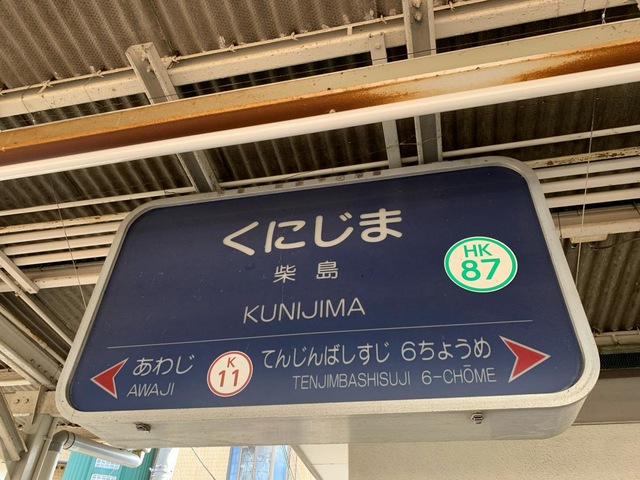 くにじま
柴島
KUNIJIMA
HK
87
あわじ
AWAJI
K
11
てんじんばしすじ 6ちょうめ
TENJIMBASHISUJI 6-CHŌME